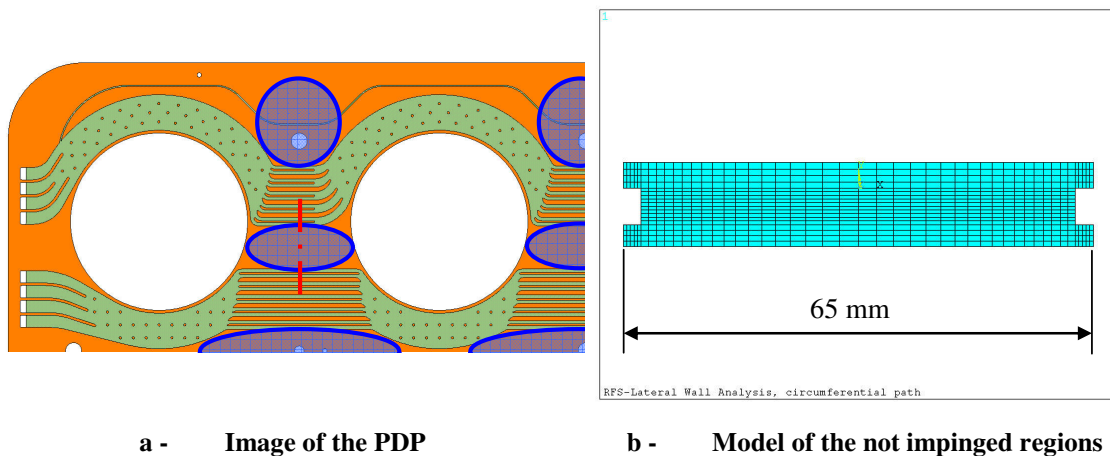 1
X
65 mm
RFS-Lateral Wall Analysis, circumferential path
a - Image of the PDP
b - Model of the not impinged regions